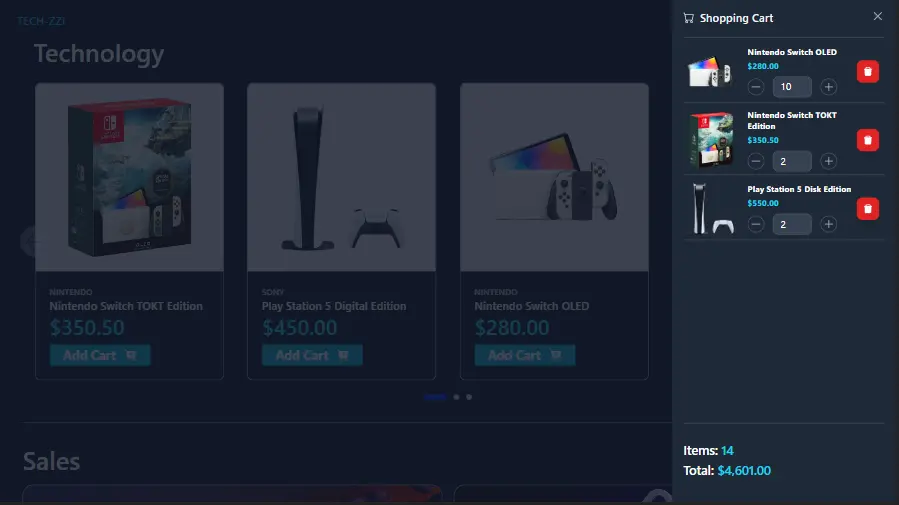 TECH-ZZI
Technology
NINTENDO
Nintendo Switch TOKT Edition
$350.50
Add Cart
SONY
Play Station 5 Digital Edition
$450.00
Add Cart
NINTENDO
Nintendo Switch OLED
$280.00
Add Cart
Sales
Shopping Cart
Nintendo Switch OLED
$280.00
10
Nintendo Switch TOKT
Edition
$350.50
2
Play Station 5 Disk Edition
$550.00
2
Items: 14
Total: $4,601.00